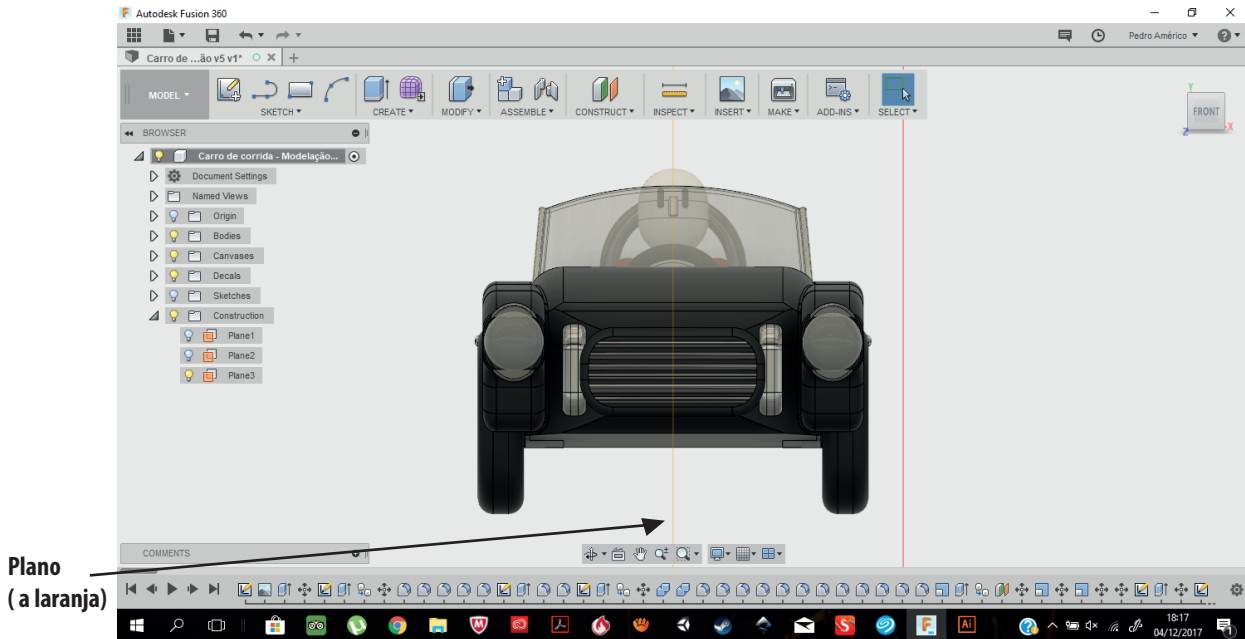 Autodesk Fusion 360
Pedro Américo
Carro de ...ão v5 v1*
MODEL
SKETCH
CREATE
MODIFY
ASSEMBLE
CONSTRUCT
INSPECT
INSERT
MAKE
ADD-INS
SELECT
Y
FRONT
X
Z
BROWSER
Carro de corrida - Modelação...
Document Settings
Named Views
Origin
Bodies
Canvases
Decals
Sketches
Construction
Plane1
Plane2
Plane3
COMMENTS
Plano
( a laranja)
Ai
18:17
04/12/2017